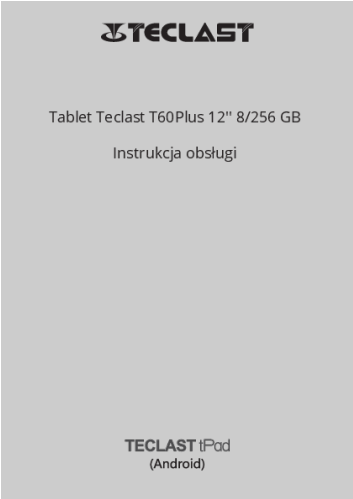 TECLAST
Tablet Teclast T60Plus 12'' 8/256 GB
Instrukcja obsługi
TECLAST tPad
(Android)